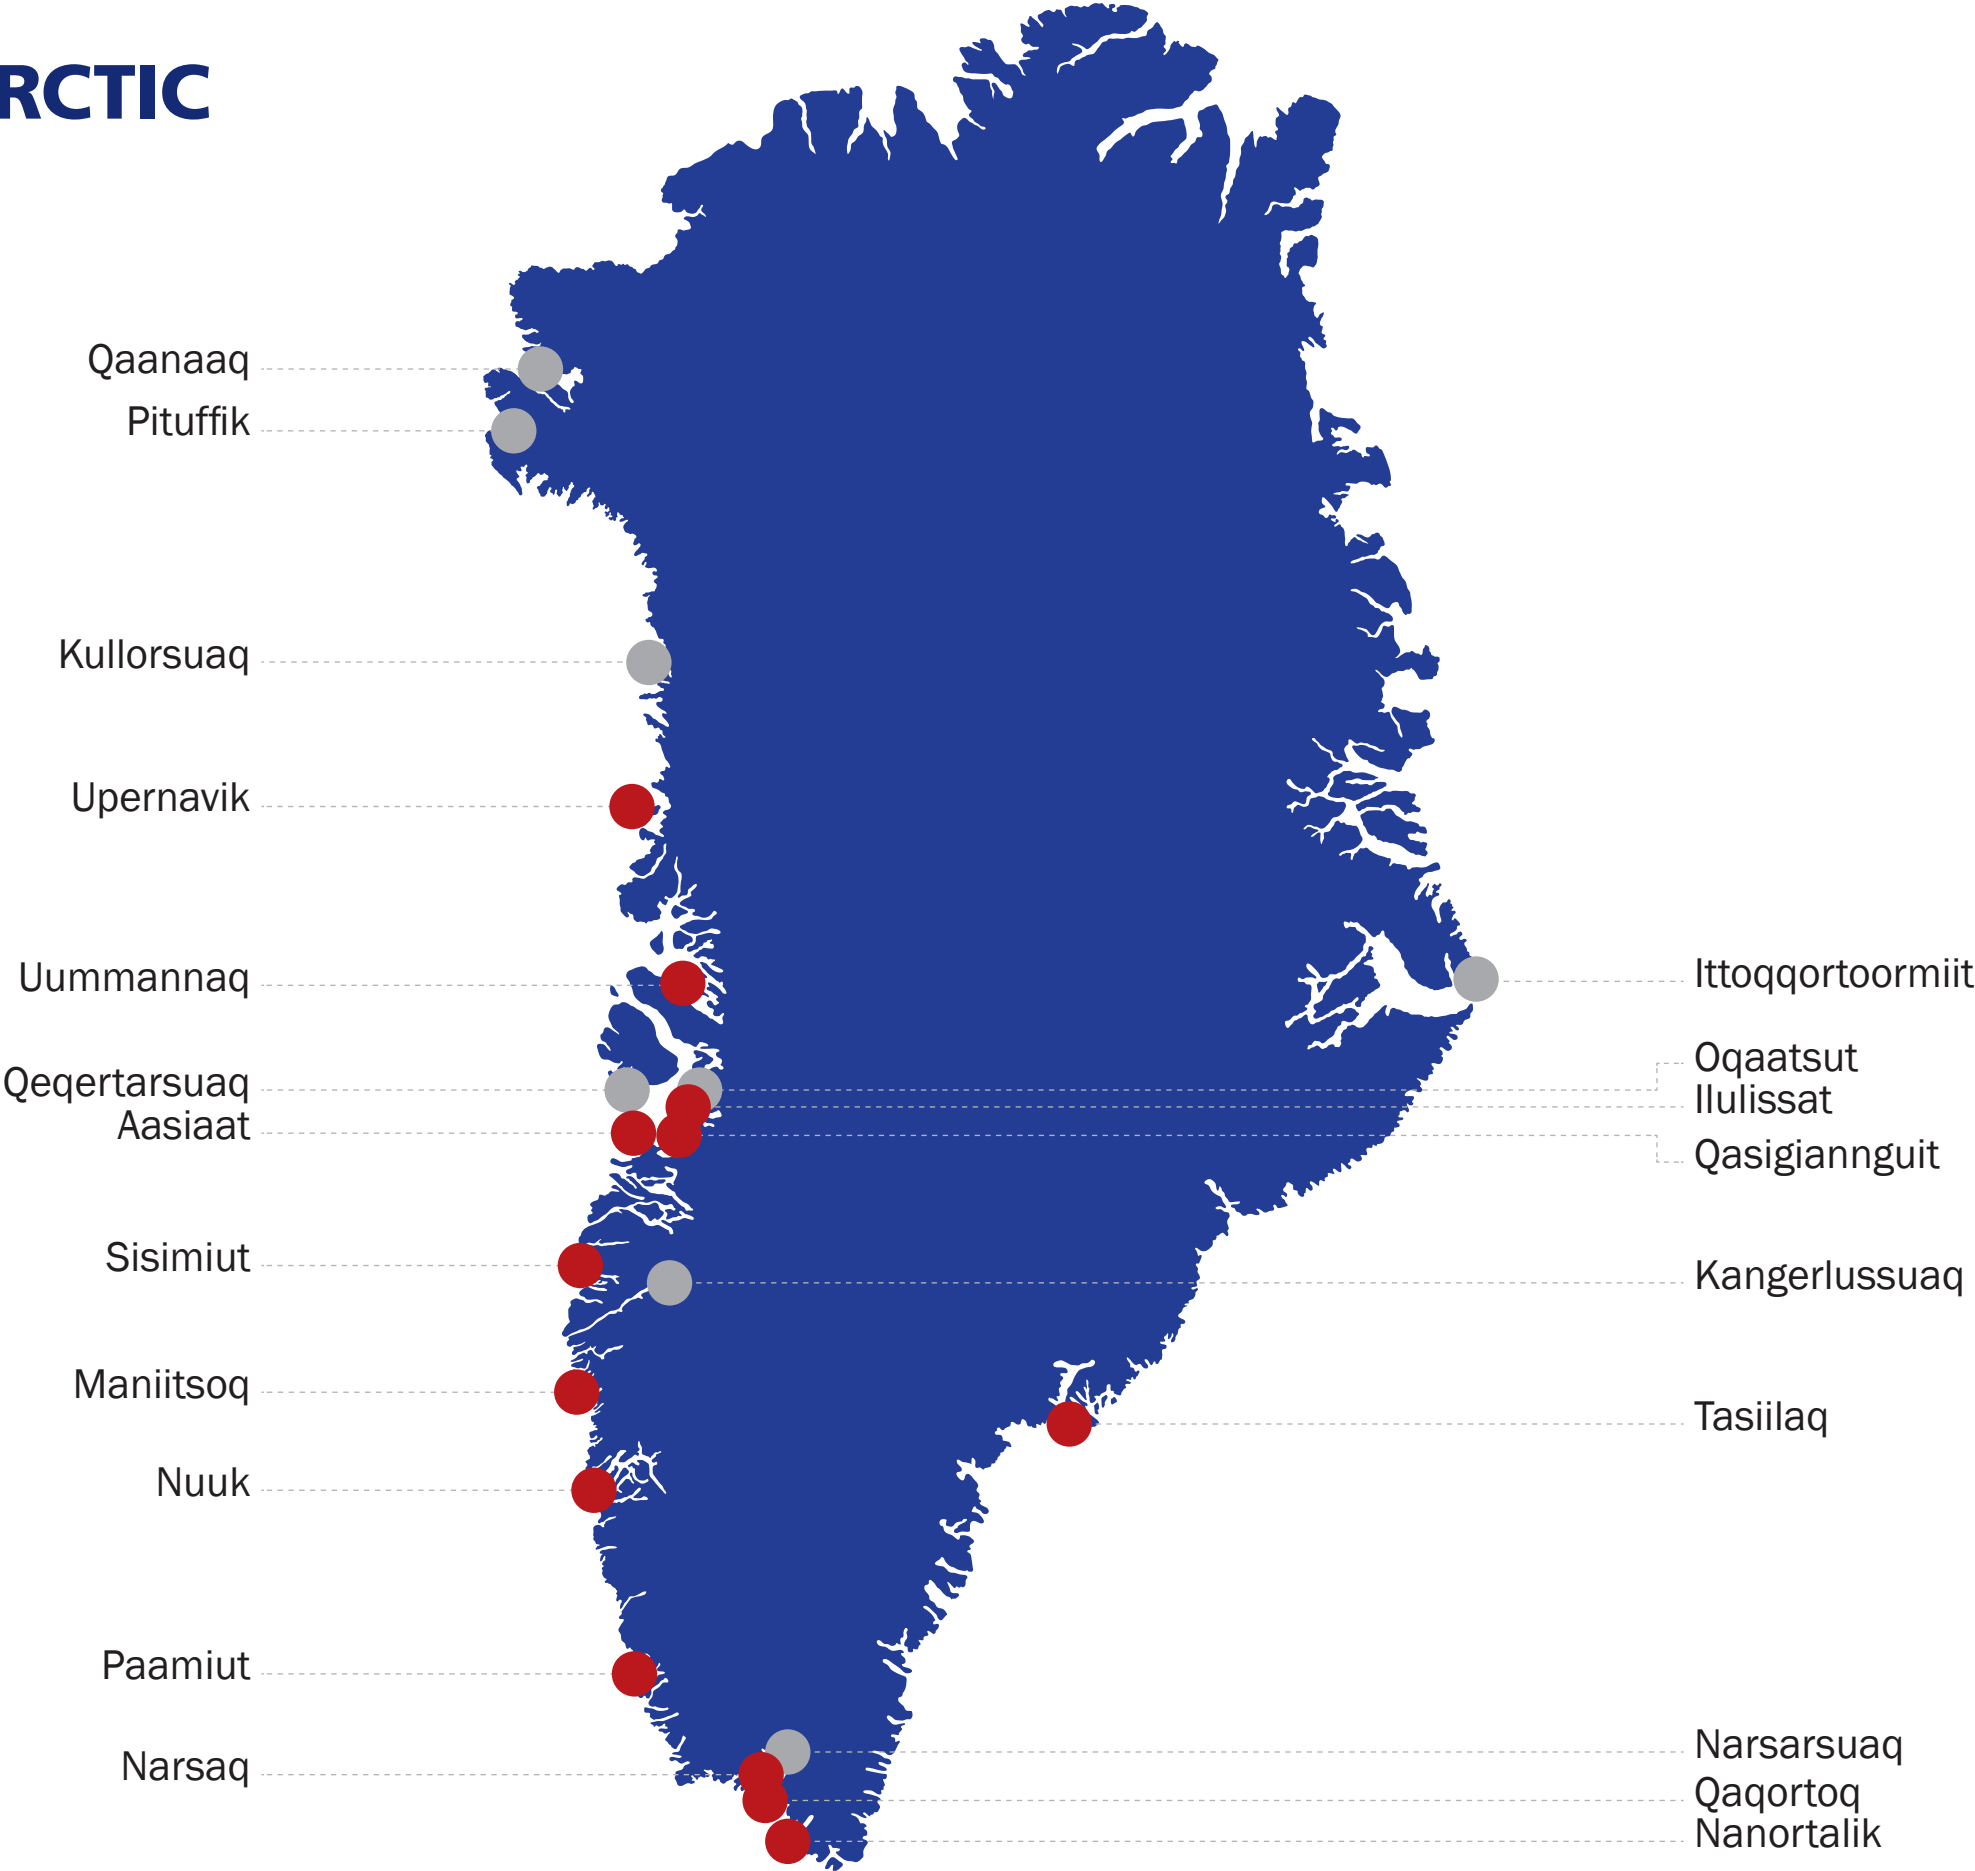 RCTIC
Qaanaaq
Pituffik
Kullorsuaq
Upernavik
Uummannaq
Qeqertarsuaq
Aasiaat
Sisimiut
Maniitsoq
Nuuk
Paamiut
Narsaq
Ittoqqortoormiit
Oqaatsut
Ilulissat
Qasigiannguit
Kangerlussuaq
Tasiilaq
Narsarsuaq
Qaqortoq
Nanortalik